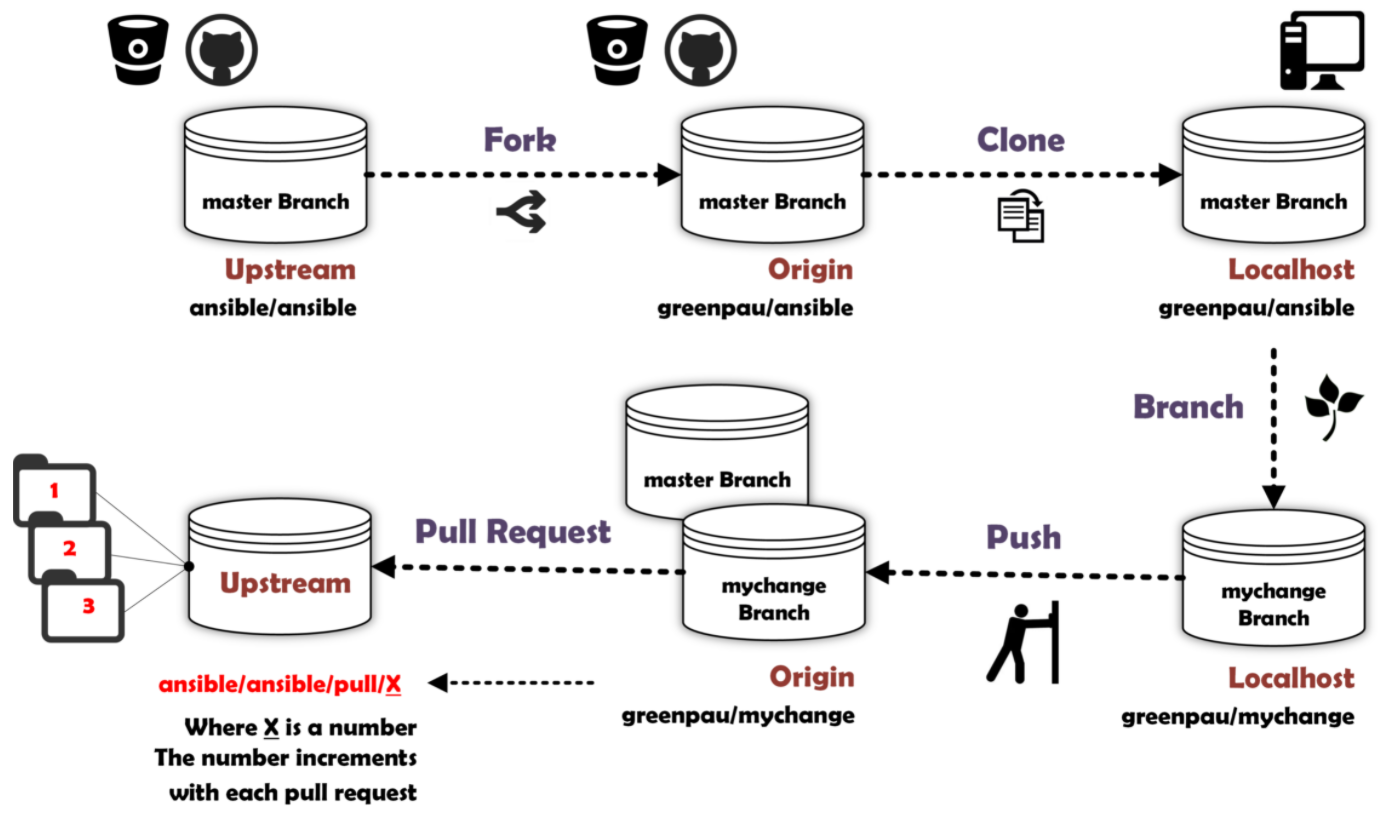 Fork
Clone
master Branch
master Branch
master Branch
Upstream
Origin
Localhost
ansible/ansible
greenpau/ansible
greenpau/ansible
Branch
master Branch
1
2
3
Upstream
Pull Request
mychange
Branch
Push
mychange
Branch
Origin
Localhost
ansible/ansible/pull/X
greenpau/mychange
greenpau/mychange
Where X is a number
The number increments
with each pull request